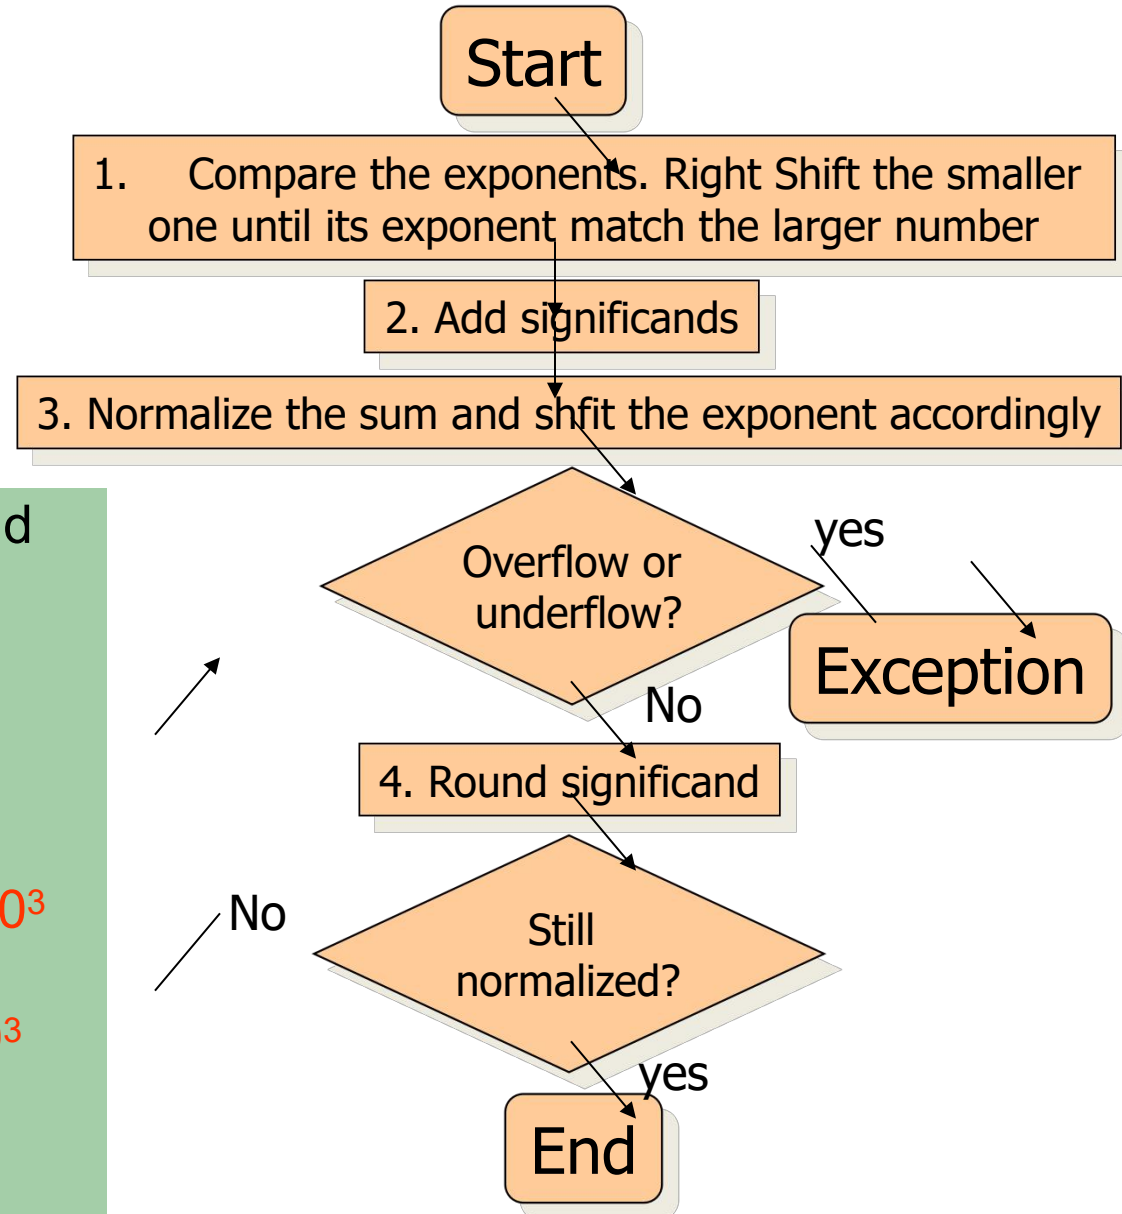 Start
1. Compare the exponents. Right Shift the smaller
one until its exponent match the larger number
2. Add significands
3. Normalize the sum and shfit the exponent accordingly
d
Overflow or
underflow?
yes
Exception
No
4. Round significand
0³
No
Still
normalized?
³
yes
End